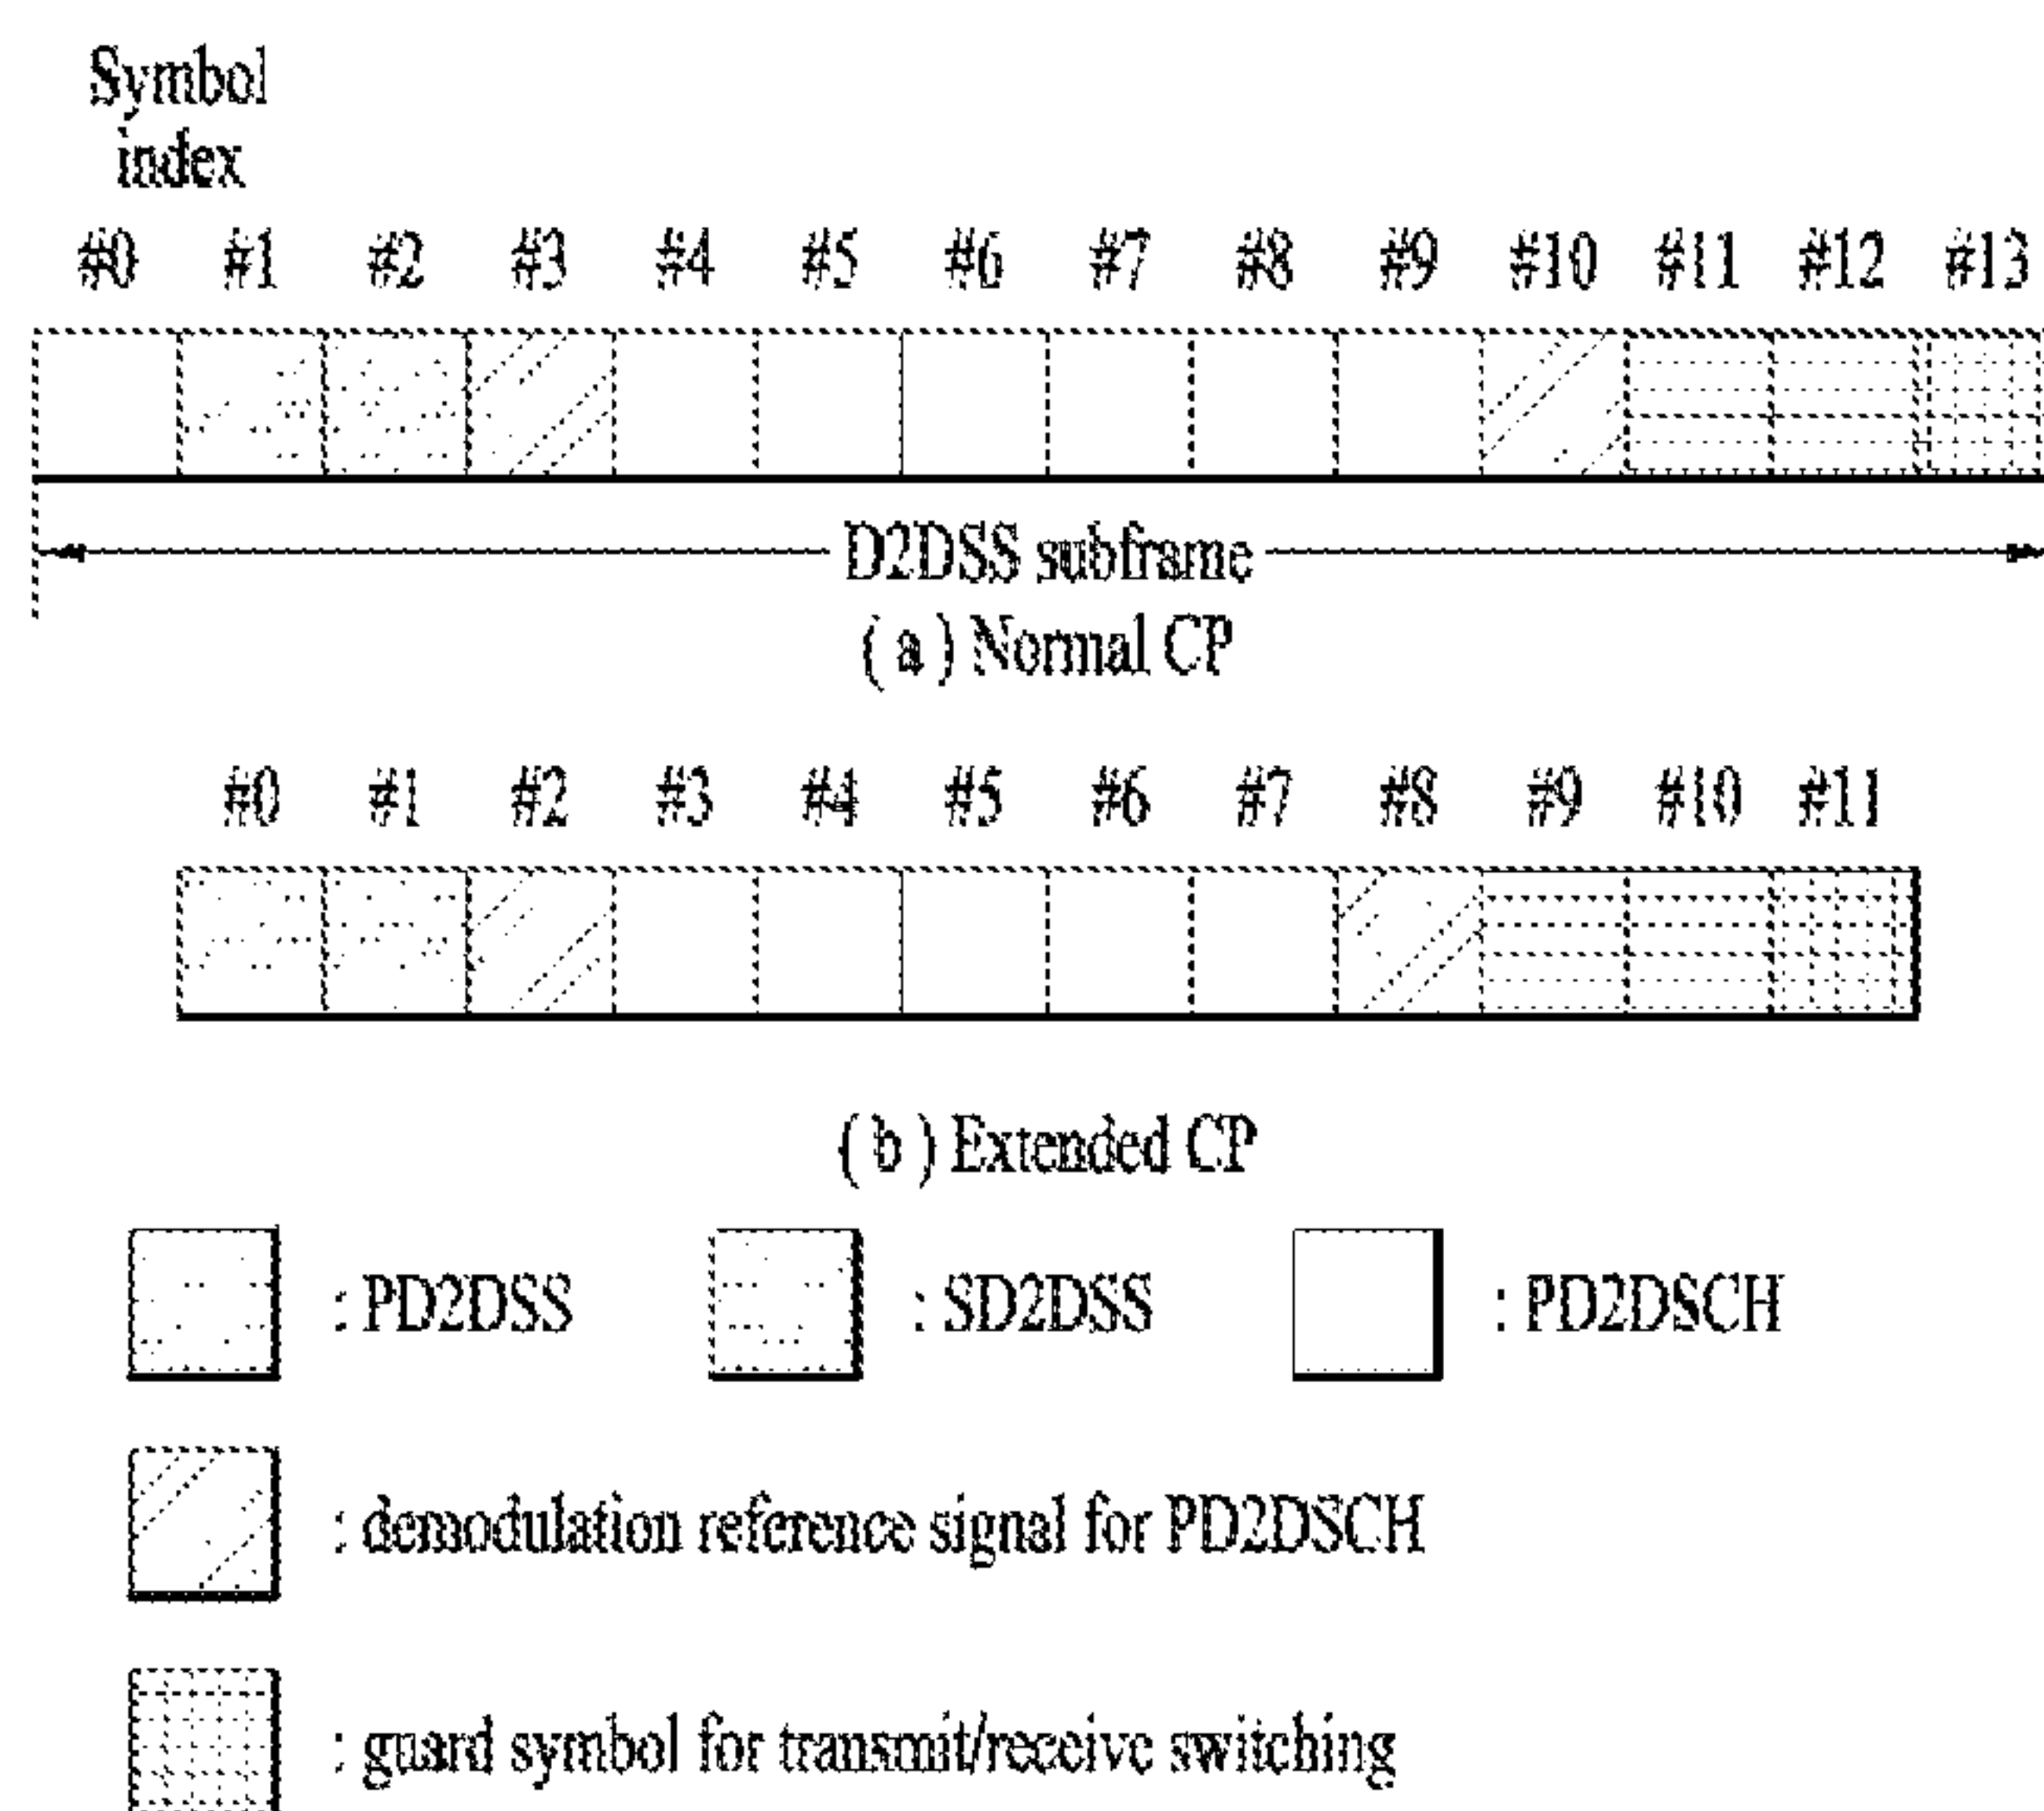 Symbol
index
#0 #1 #2 #3 #4 #5 #6 #7 #8 #9 #10 #11 #12 #13
D2DSS subframe
( a ) Normal CP
#0 #1 #2 #3 #4 #5 #6 #7 #8 #9 #10 #11
( b ) Extended CP
: PD2DSS : SD2DSS : PD2DSCH
: demodulation reference signal for PD2DSCH
: guard symbol for transmit/receive switching